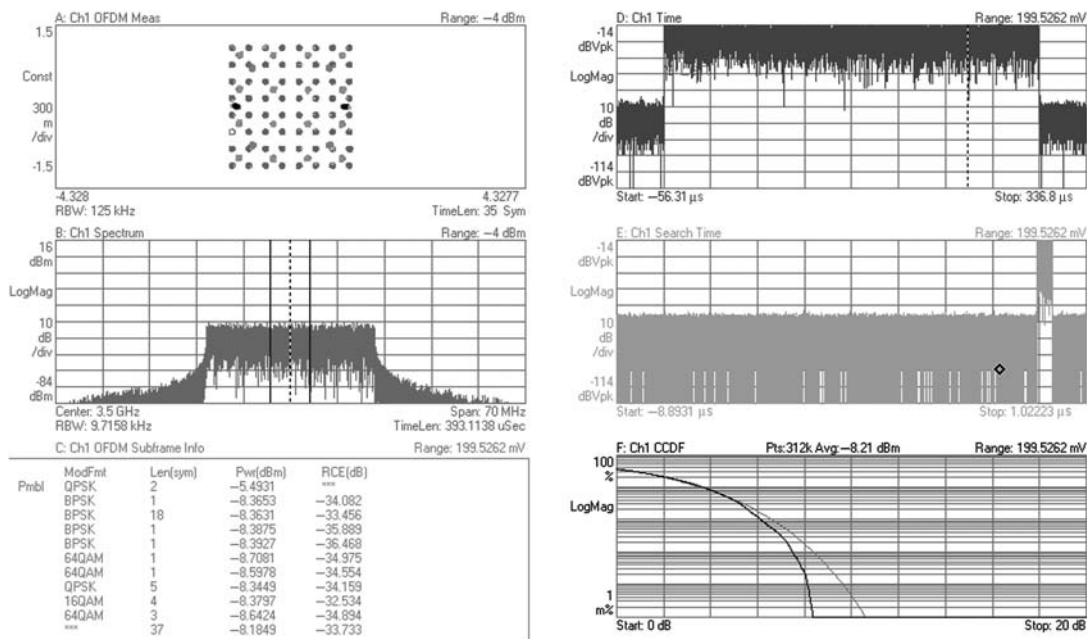 A: Ch1 OFDM Meas Range: –4 dBm
1.5
Const
300
m
/div
-1.5
-4.328 4.3277
RBW: 125 kHz TimeLen: 35 Sym
B: Ch1 Spectrum Range: –4 dBm
16
dBm
LogMag
10
dB
/div
-84
dBm
Center: 3.5 GHz Span: 70 MHz
RBW: 9.7158 kHz TimeLen: 393.1138 uSec
C: Ch1 OFDM Subframe Info Range: 199.5262 mV
ModFmt Len(sym) Pwr(dBm) RCE(dB)
Pmbl QPSK 2 –5.4931 ***
BPSK 1 –8.3653 –34.082
BPSK 18 –8.3631 –33.456
BPSK 1 –8.3875 –35.889
BPSK 1 –8.3927 –36.468
64QAM 1 –8.7081 –34.975
64QAM 1 –8.5978 –34.554
QPSK 5 –8.3449 –34.159
16QAM 4 –8.3797 –32.534
64QAM 3 –8.6424 –34.894
*** 37 –8.1849 –33.733
D: Ch1 Time Range: 199.5262 mV
-14
dBVpk
LogMag
10
dB
/div
-114
dBVpk
Start: –56.31 µs Stop: 336.8 µs
E: Ch1 Search Time Range: 199.5262 mV
-14
dBVpk
LogMag
10
dB
/div
-114
dBVpk
Start: –8.8931 µs Stop: 1.02223 µs
F: Ch1 CCDF Pts:312k Avg:–8.21 dBm Range: 199.5262 mV
100
%
LogMag
1
m%
Start: 0 dB Stop: 20 dB